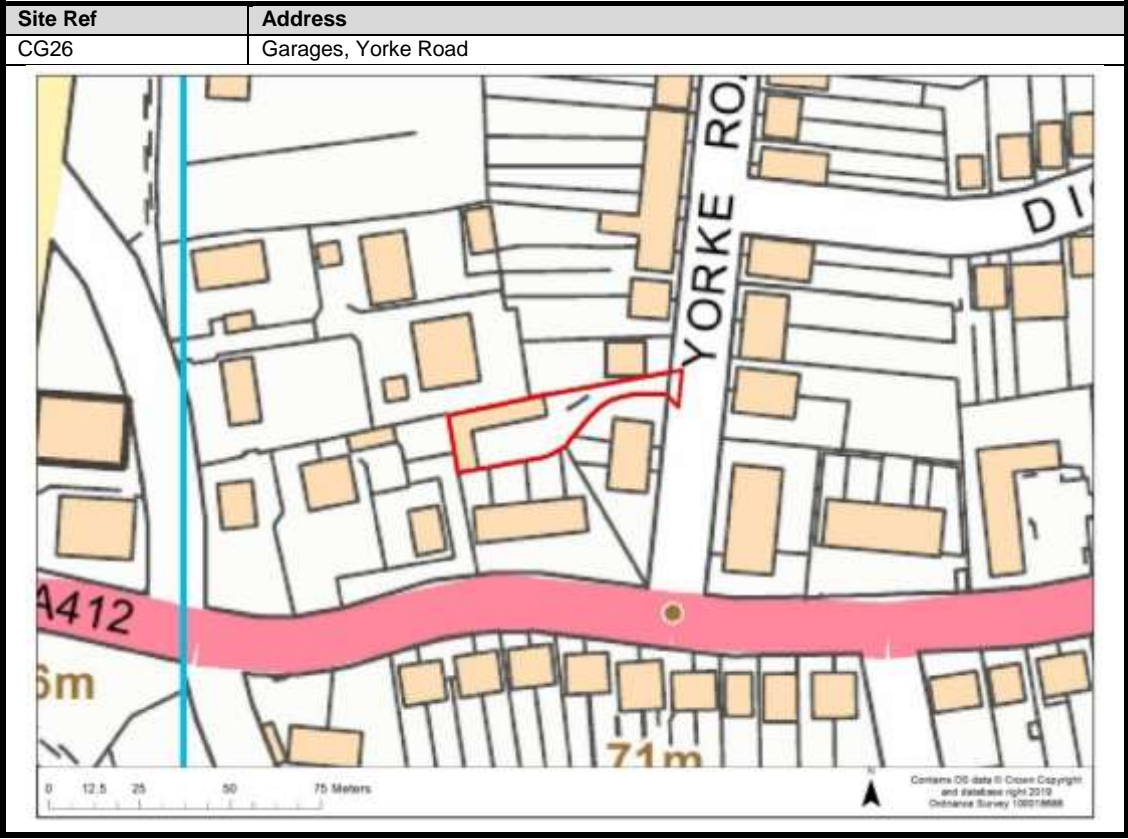 Site Ref
Address
CG26
Garages, Yorke Road
YORKE ROA
DI
A412
6m
71m
0 12.5 25 50 75 Meters
N
Contains OS data © Crown Copyright
and database right 2019
Ordnance Survey 100018686